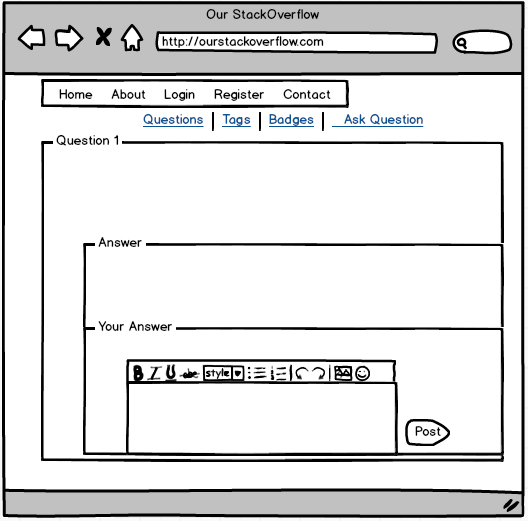 Our StackOverflow
http://ourstackoverflow.com
Home About Login Register Contact
Questions Tags Badges Ask Question
Question 1
Answer
Your Answer
B I U abc style
Post